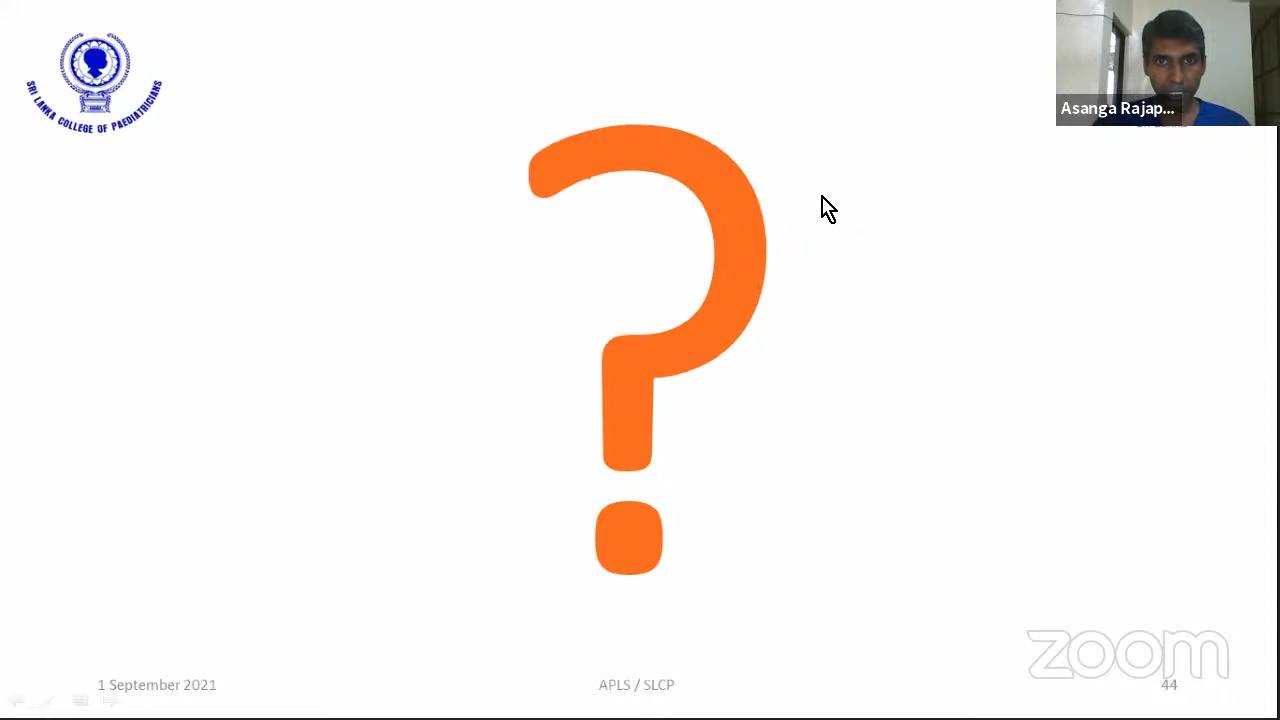 SRI LANKA COLLEGE OF PAEDIATRICIANS
Asanga Rajap...
?
zoom
1 September 2021
APLS / SLCP
44